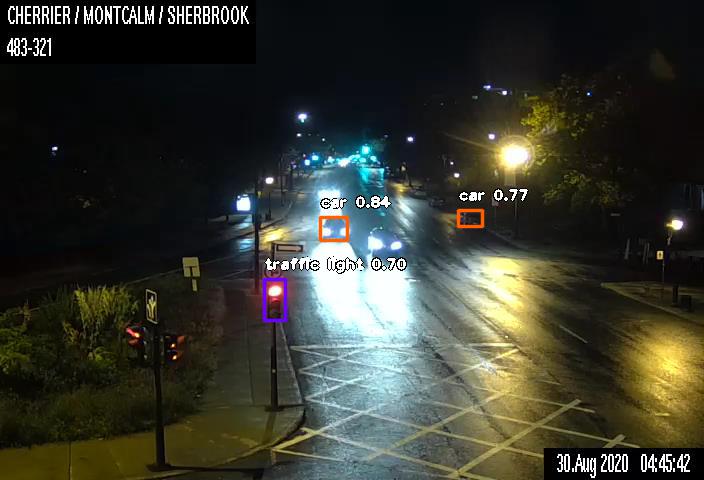 CHERRIER / MONTCALM / SHERBROOK
483-321
car 0.84
car 0.77
traffic light 0.70
30.Aug 2020 04:45:42